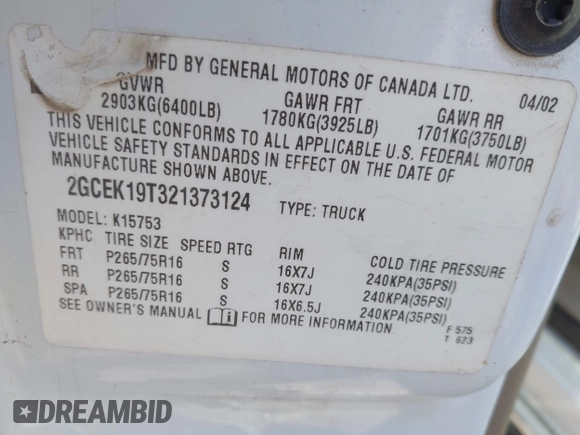 MFD BY GENERAL MOTORS OF CANADA LTD.
04/02
GVWR GAWR FRT GAWR RR
2903KG(6400LB) 1780KG(3925LB) 1701KG(3750LB)
THIS VEHICLE CONFORMS TO ALL APPLICABLE U.S. FEDERAL MOTOR
VEHICLE SAFETY STANDARDS IN EFFECT ON THE DATE OF
MANUFACTURE SHOWN ABOVE.
2GCEK19T321373124 TYPE: TRUCK
MODEL: K15753
KPHC TIRE SIZE SPEED RTG RIM COLD TIRE PRESSURE
FRT P265/75R16 S 16X7J 240KPA(35PSI)
RR P265/75R16 S 16X7J 240KPA(35PSI)
SPA P265/75R16 S 16X6.5J 240KPA(35PSI)
SEE OWNER'S MANUAL i FOR MORE INFORMATION
F 575
T 623
DREAMBID